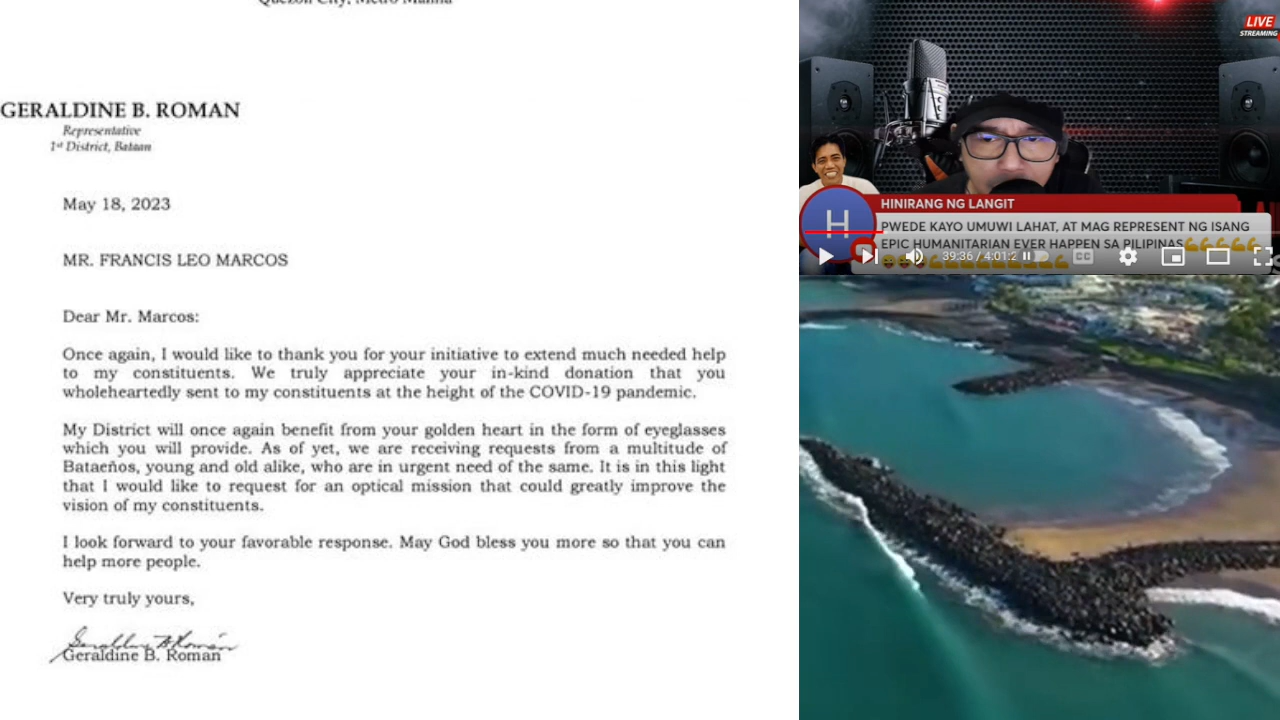 Quezon City, Metro Manila
GERALDINE B. ROMAN
Representative
1st District, Bataan
May 18, 2023
MR. FRANCIS LEO MARCOS
Dear Mr. Marcos:
Once again, I would like to thank you for your initiative to extend much needed help
to my constituents. We truly appreciate your in-kind donation that you
wholeheartedly sent to my constituents at the height of the COVID-19 pandemic.
My District will once again benefit from your golden heart in the form of eyeglasses
which you will provide. As of yet, we are receiving requests from a multitude of
Bataeños, young and old alike, who are in urgent need of the same. It is in this light
that I would like to request for an optical mission that could greatly improve the
vision of my constituents.
I look forward to your favorable response. May God bless you more so that you can
help more people.
Very truly yours,
Geraldine B. Roman
LIVE
STREAMING
H
HINIRANG NG LANGIT
PWEDE KAYO UMUWI LAHAT, AT MAG REPRESENT NG ISANG
EPIC HUMANITARIAN EVER HAPPEN SA PILIPINAS
39:36 / 4:01:2
CC